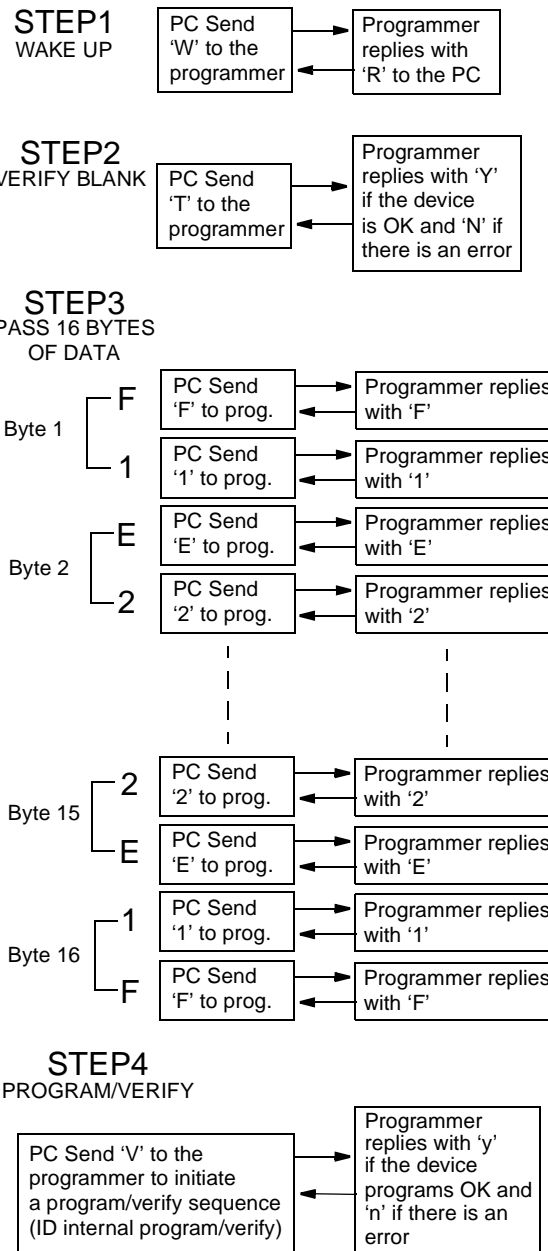 STEP1
WAKE UP
PC Send
‘W’ to the
programmer
Programmer
replies with
‘R’ to the PC
STEP2
VERIFY BLANK
PC Send
‘T’ to the
programmer
Programmer
replies with ‘Y’
if the device
is OK and ‘N’ if
there is an error
STEP3
PASS 16 BYTES
OF DATA
Byte 1
F
PC Send
‘F’ to prog.
Programmer replies
with ‘F’
1
PC Send
‘1’ to prog.
Programmer replies
with ‘1’
Byte 2
E
PC Send
‘E’ to prog.
Programmer replies
with ‘E’
2
PC Send
‘2’ to prog.
Programmer replies
with ‘2’
Byte 15
2
PC Send
‘2’ to prog.
Programmer replies
with ‘2’
E
PC Send
‘E’ to prog.
Programmer replies
with ‘E’
Byte 16
1
PC Send
‘1’ to prog.
Programmer replies
with ‘1’
F
PC Send
‘F’ to prog.
Programmer replies
with ‘F’
STEP4
PROGRAM/VERIFY
PC Send ‘V’ to the
programmer to initiate
a program/verify sequence
(ID internal program/verify)
Programmer
replies with ‘y’
if the device
programs OK and
‘n’ if there is an
error